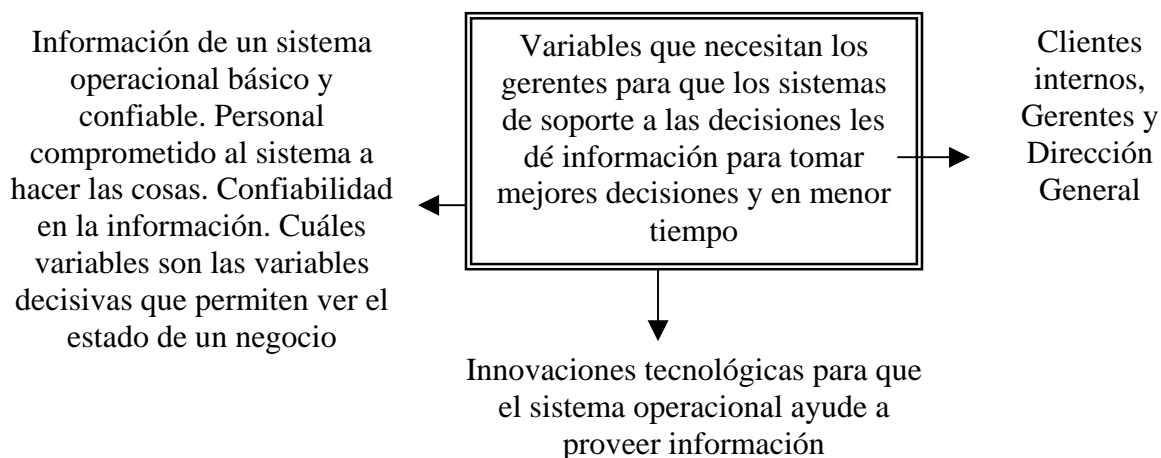 Información de un sistema
operacional básico y
confiable. Personal
comprometido al sistema a
hacer las cosas. Confiabilidad
en la información. Cuáles
variables son las variables
decisivas que permiten ver el
estado de un negocio
Variables que necesitan los
gerentes para que los sistemas
de soporte a las decisiones les
dé información para tomar
mejores decisiones y en menor
tiempo
Clientes
internos,
Gerentes y
Dirección
General
Innovaciones tecnológicas para que
el sistema operacional ayude a
proveer información